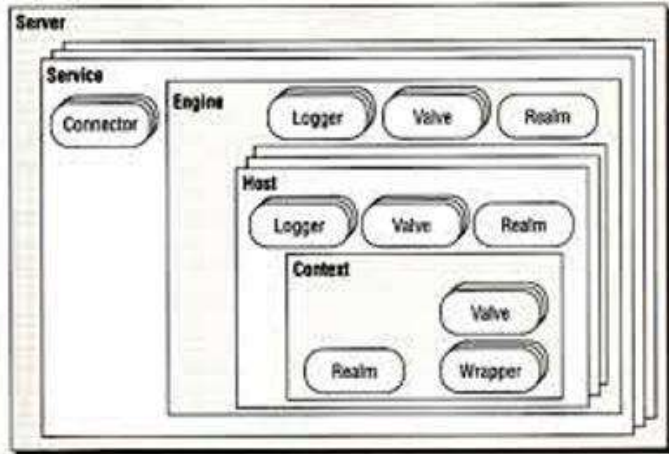 Server
Service
Connector
Engine
Logger
Valve
Realm
Host
Logger
Valve
Realm
Context
Valve
Realm
Wrapper